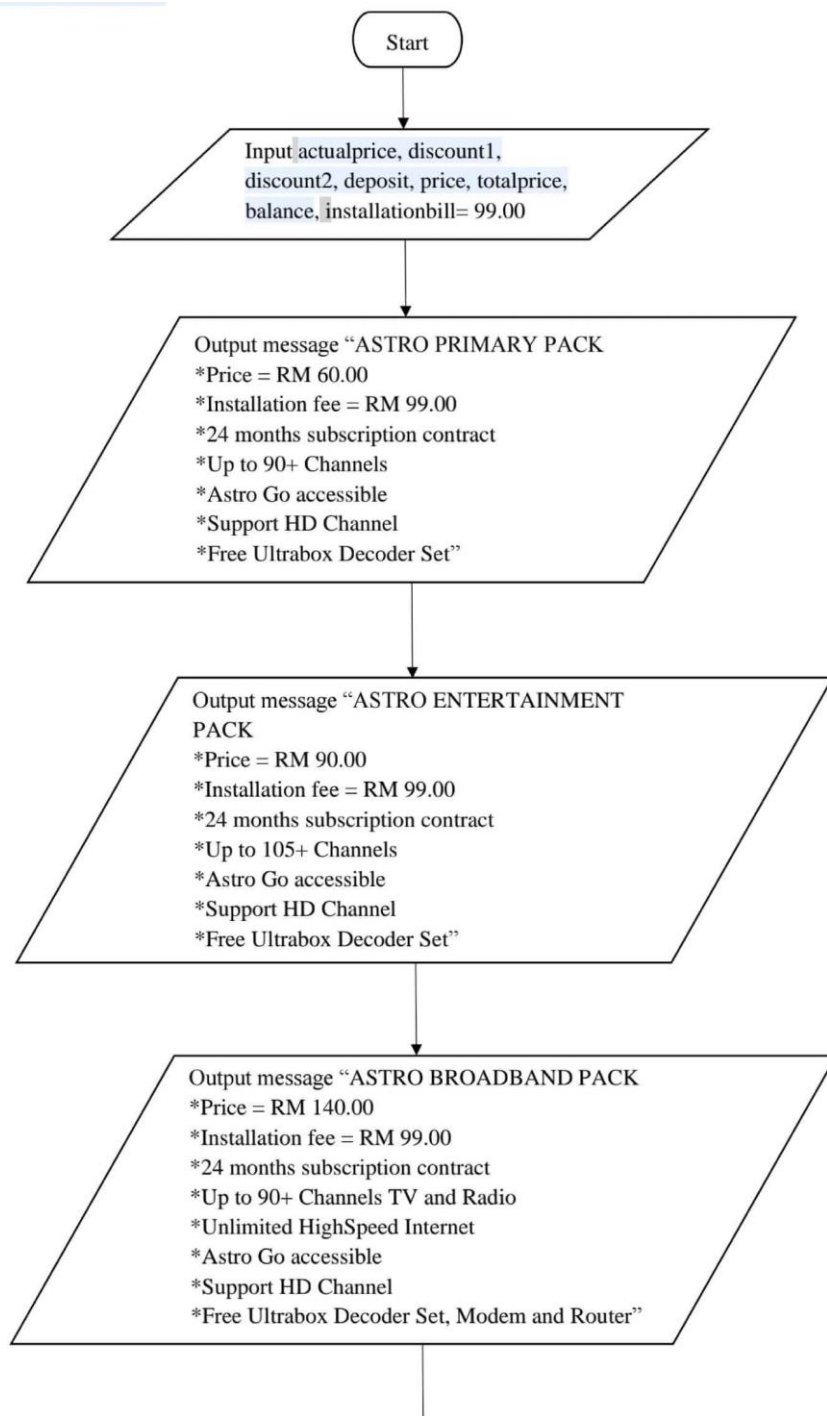 Start
Input actualprice, discount1,
discount2, deposit, price, totalprice,
balance, installationbill= 99.00
Output message “ASTRO PRIMARY PACK
*Price = RM 60.00
*Installation fee = RM 99.00
*24 months subscription contract
*Up to 90+ Channels
*Astro Go accessible
*Support HD Channel
*Free Ultrabox Decoder Set”
Output message “ASTRO ENTERTAINMENT
PACK
*Price = RM 90.00
*Installation fee = RM 99.00
*24 months subscription contract
*Up to 105+ Channels
*Astro Go accessible
*Support HD Channel
*Free Ultrabox Decoder Set”
Output message “ASTRO BROADBAND PACK
*Price = RM 140.00
*Installation fee = RM 99.00
*24 months subscription contract
*Up to 90+ Channels TV and Radio
*Unlimited HighSpeed Internet
*Astro Go accessible
*Support HD Channel
*Free Ultrabox Decoder Set, Modem and Router”